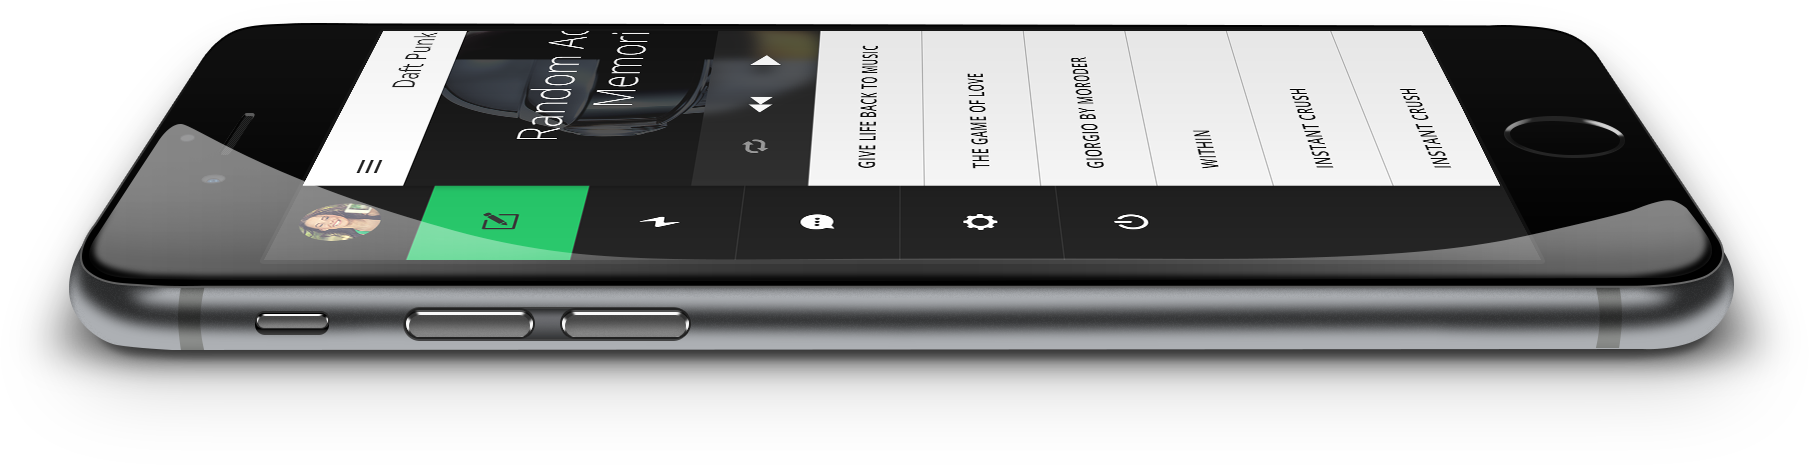 Daft Punk
Random Ac
Memori
GIVE LIFE BACK TO MUSIC
THE GAME OF LOVE
GIORGIO BY MORODER
WITHIN
INSTANT CRUSH
INSTANT CRUSH